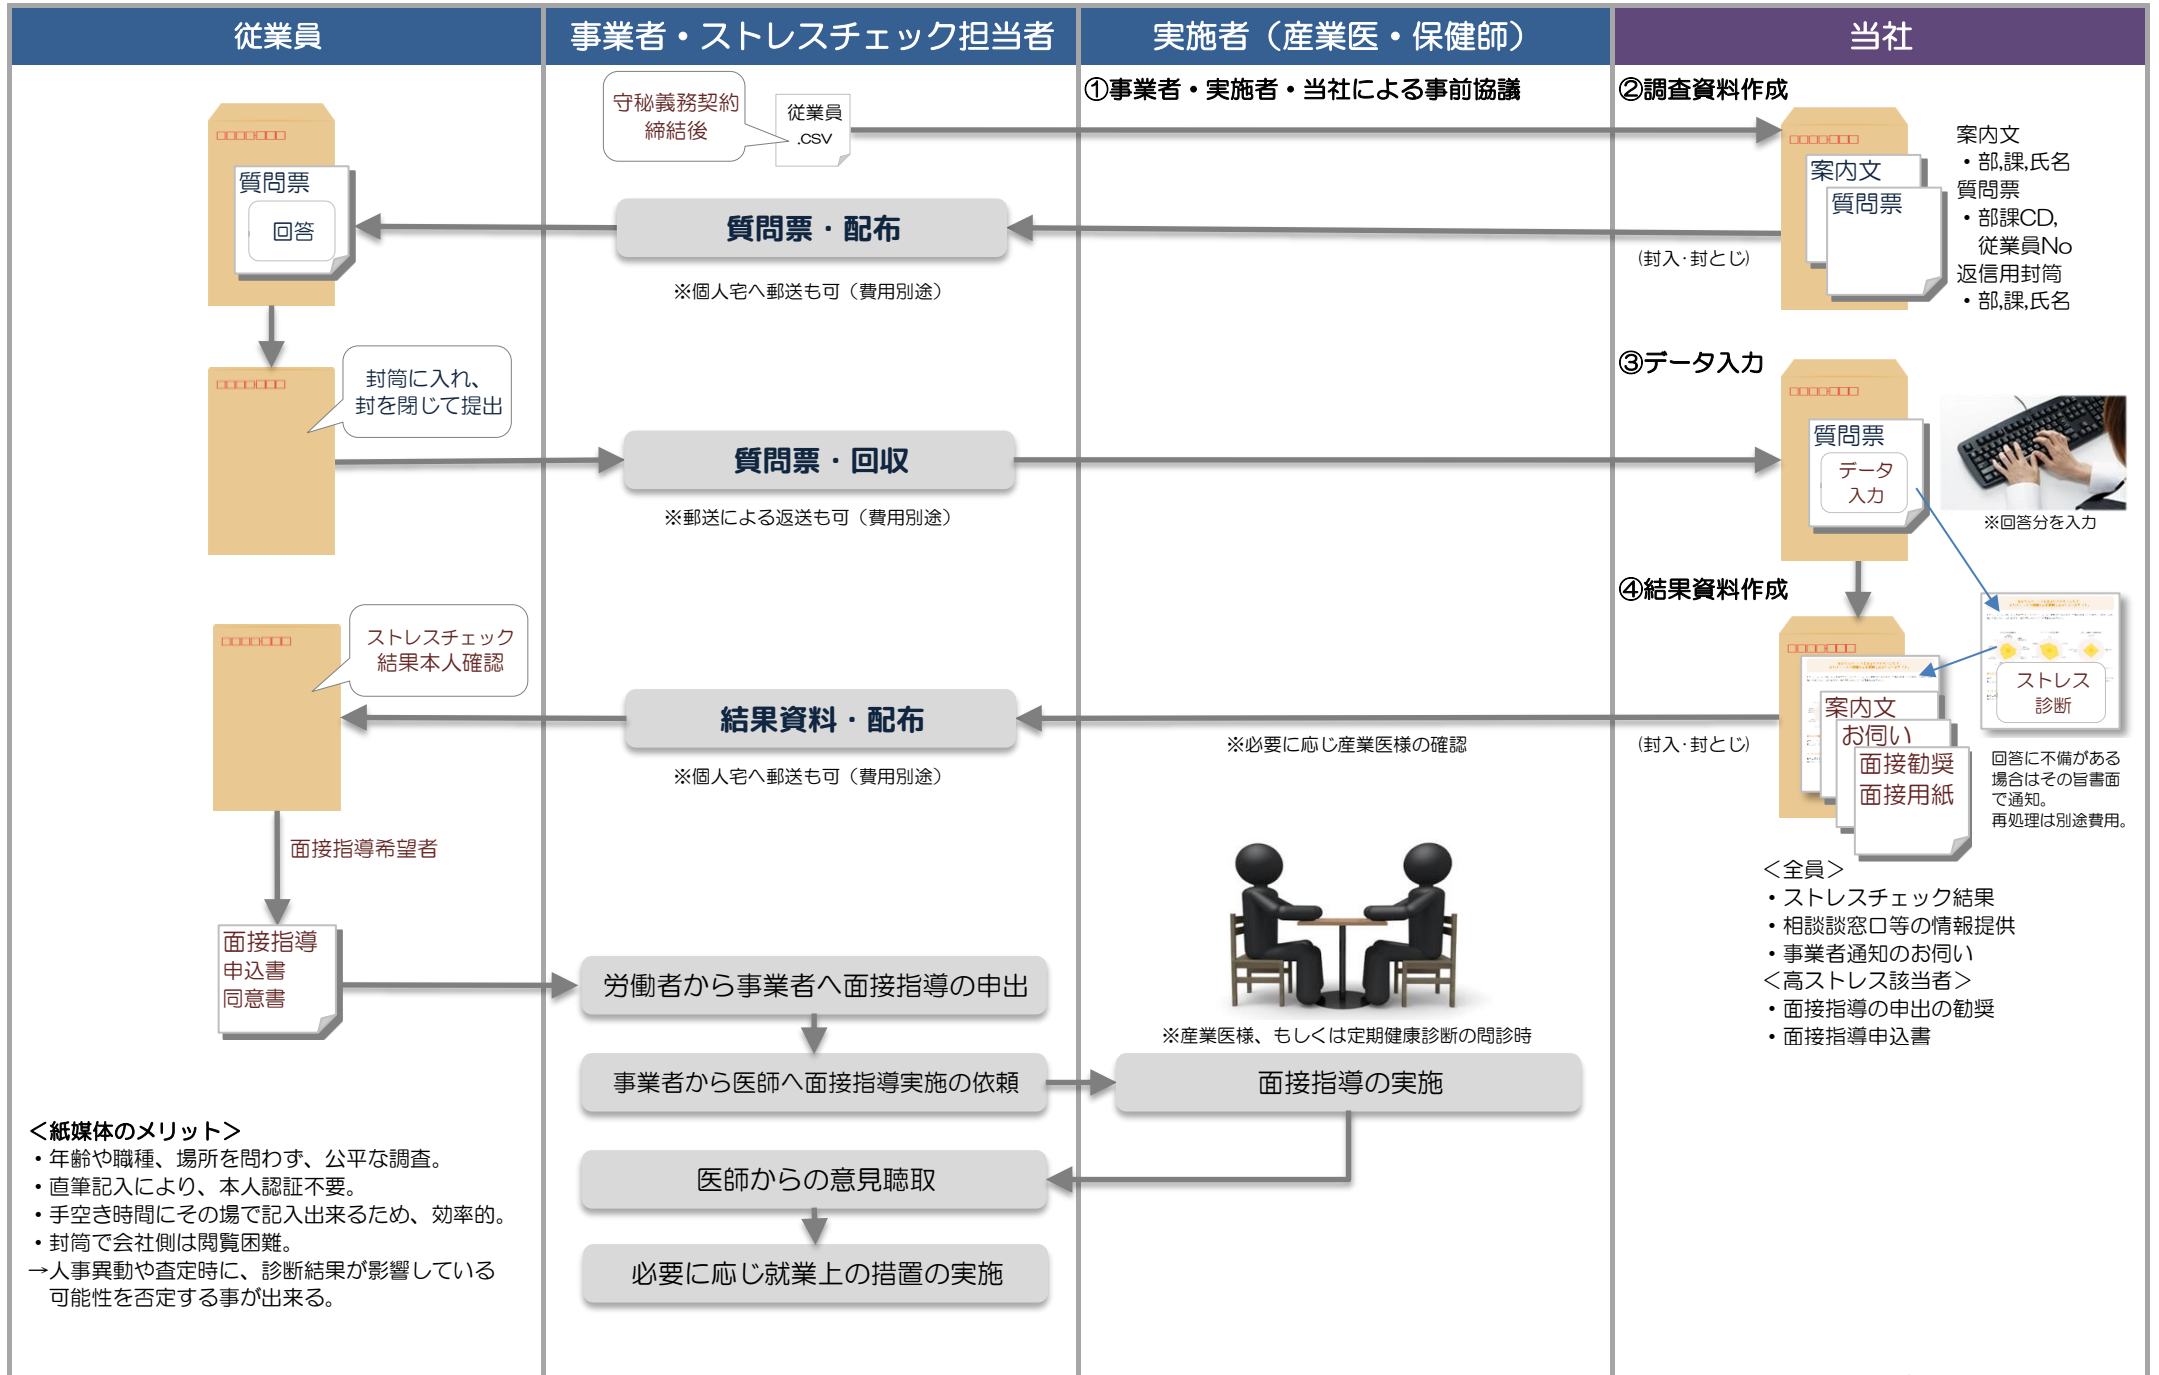 従業員
事業者・ストレスチェック担当者
実施者（産業医・保健師）
当社
守秘義務契約
締結後
従業員
.CSV
①事業者・実施者・当社による事前協議
②調査資料作成
案内文
質問票
案内文
・部,課,氏名
質問票
・部課CD,
従業員No
返信用封筒
・部,課,氏名
質問票
回答
質問票・配布
(封入・封とじ)
※個人宅へ郵送も可（費用別途）
封筒に入れ、
封を閉じて提出
質問票・回収
※郵送による返送も可（費用別途）
③データ入力
質問票
データ
入力
※回答分を入力
④結果資料作成
ストレス
診断
案内文
お伺い
面接勧奨
面接用紙
回答に不備がある
場合はその旨書面
で通知。
再処理は別途費用。
ストレスチェック
結果本人確認
結果資料・配布
※必要に応じ産業医様の確認
(封入・封とじ)
※個人宅へ郵送も可（費用別途）
＜全員＞
・ストレスチェック結果
・相談談窓口等の情報提供
・事業者通知のお伺い
＜高ストレス該当者＞
・面接指導の申出の勧奨
・面接指導申込書
面接指導希望者
面接指導
申込書
同意書
労働者から事業者へ面接指導の申出
※産業医様、もしくは定期健康診断の問診時
事業者から医師へ面接指導実施の依頼
面接指導の実施
医師からの意見聴取
必要に応じ就業上の措置の実施
＜紙媒体のメリット＞
・年齢や職種、場所を問わず、公平な調査。
・直筆記入により、本人認証不要。
・手空き時間にその場で記入出来るため、効率的。
・封筒で会社側は閲覧困難。
→人事異動や査定時に、診断結果が影響している
可能性を否定する事が出来る。